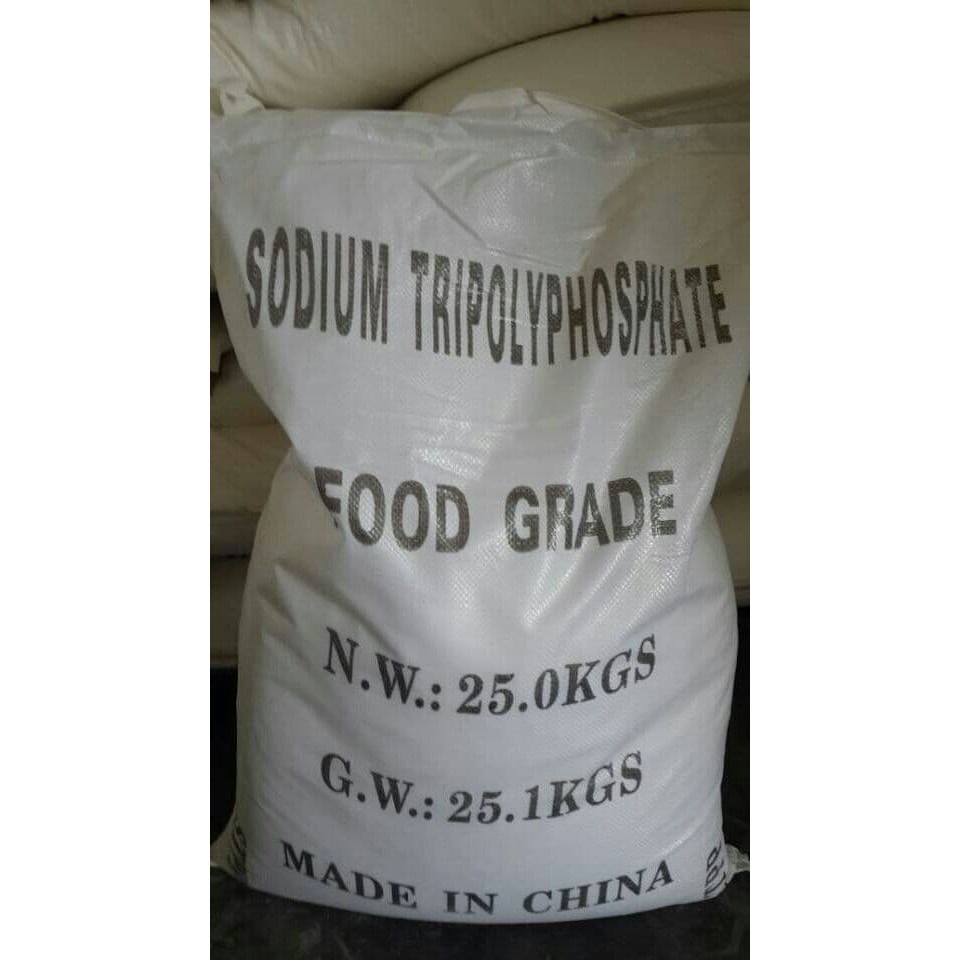 SODIUM TRIPOLYPHOSPHATE
FOOD GRADE
N.W.: 25.0KGS
G.W.: 25.1KGS
MADE IN CHINA